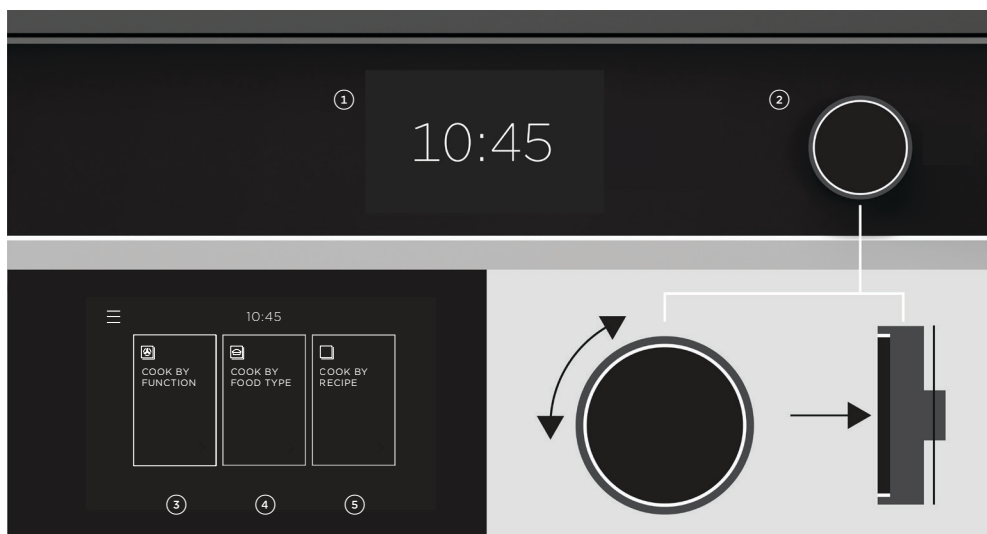 1
10:45
2
10:45
COOK BY
FUNCTION
COOK BY
FOOD TYPE
COOK BY
RECIPE
3
4
5